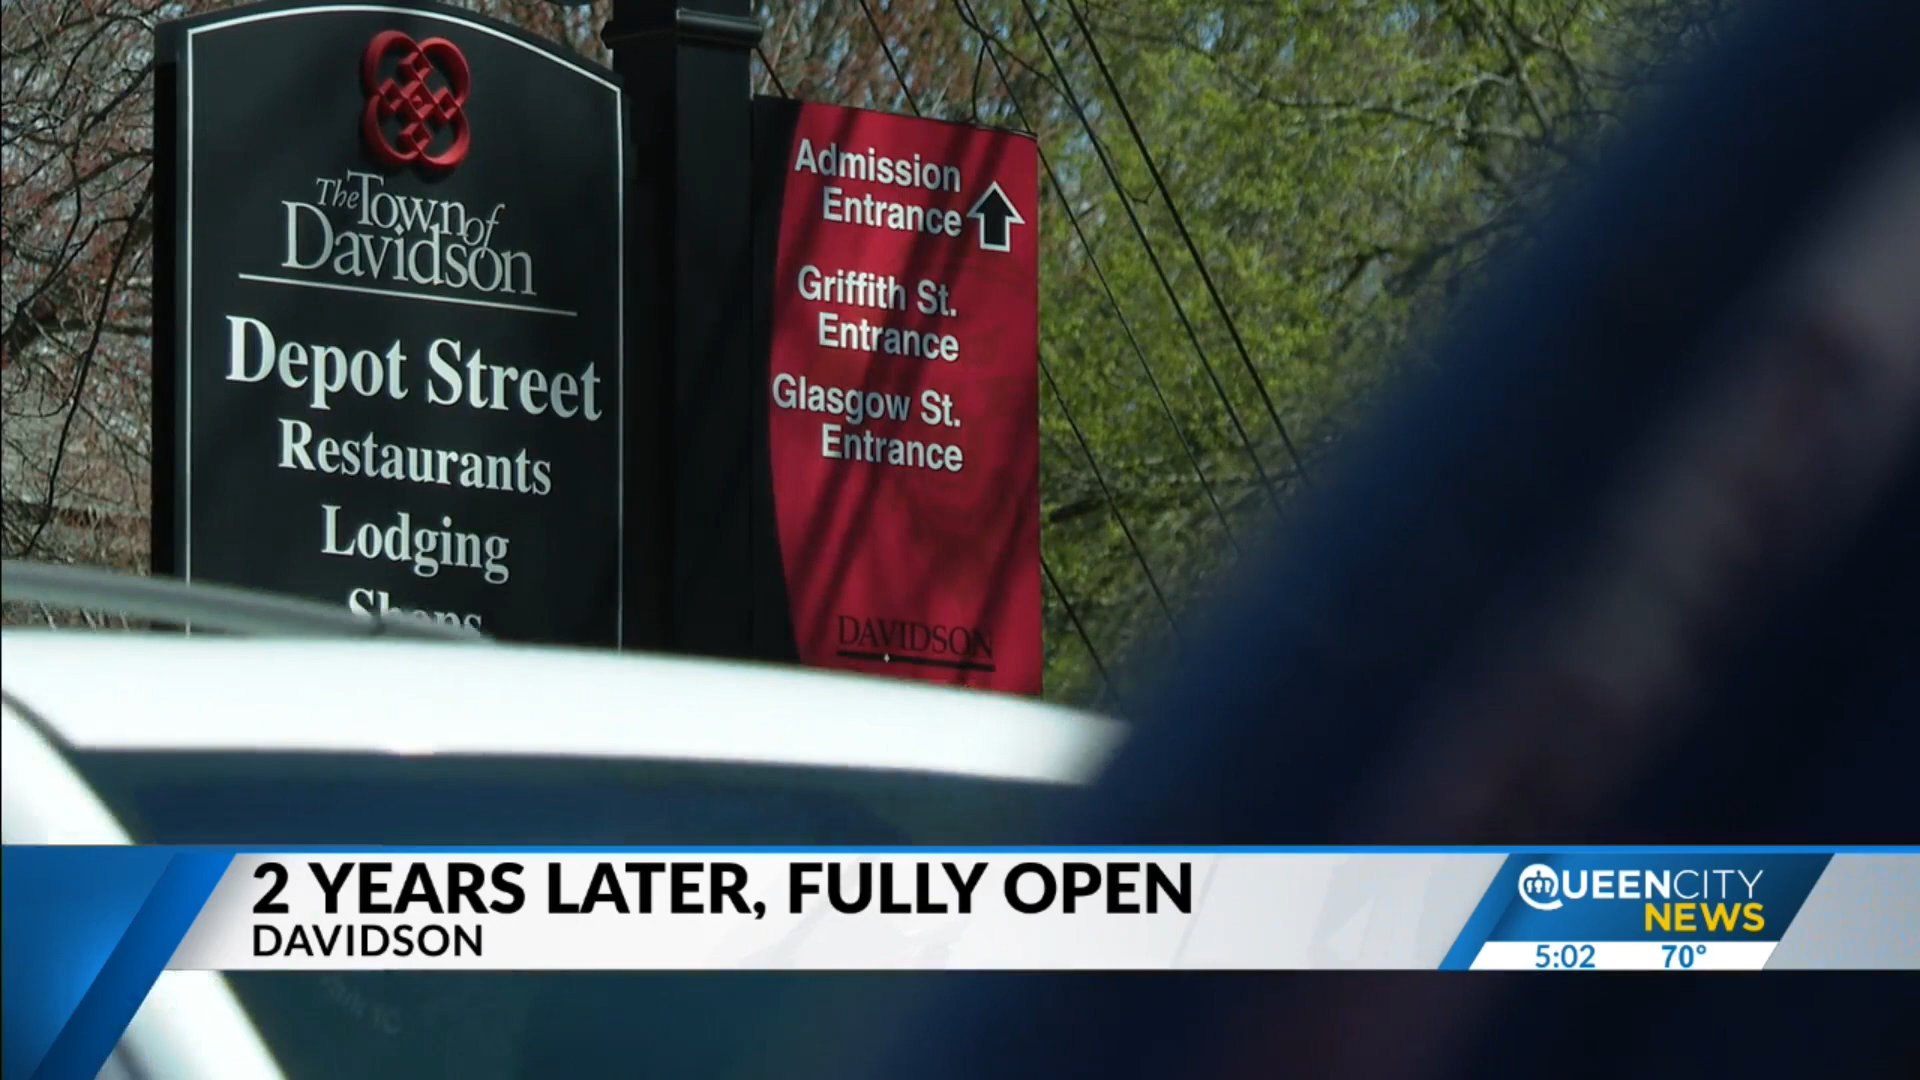 The Town of
Davidson
Depot Street
Restaurants
Lodging
Shops
Admission
Entrance
Griffith St.
Entrance
Glasgow St.
Entrance
DAVIDSON
2 YEARS LATER, FULLY OPEN
DAVIDSON
QUEENCITY
NEWS
5:02 70°